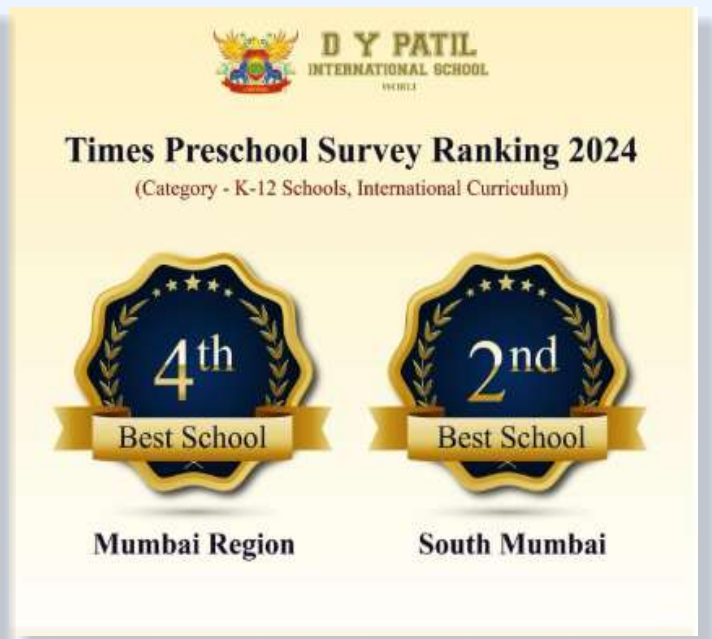 D Y PATIL
INTERNATIONAL SCHOOL
WORLI
Times Preschool Survey Ranking 2024
(Category - K-12 Schools, International Curriculum)
4th
Best School
Mumbai Region
2nd
Best School
South Mumbai